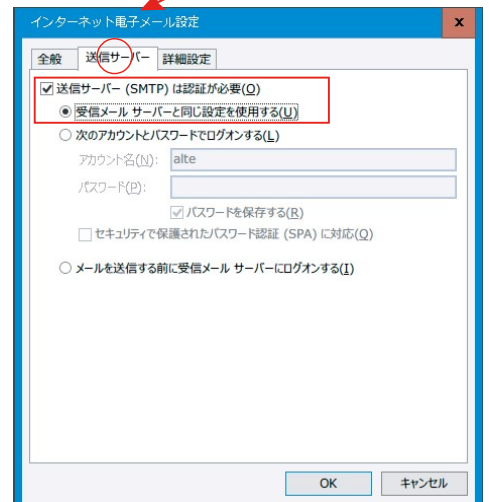 インターネット電子メール設定
x
全般 送信サーバー 詳細設定
送信サーバー (SMTP) は認証が必要(O)
受信メール サーバーと同じ設定を使用する(U)
次のアカウントとパスワードでログオンする(L)
アカウント名(N): alte
パスワード(P):
パスワードを保存する(R)
セキュリティで保護されたパスワード認証 (SPA) に対応(Q)
メールを送信する前に受信メール サーバーにログオンする(I)
OK キャンセル